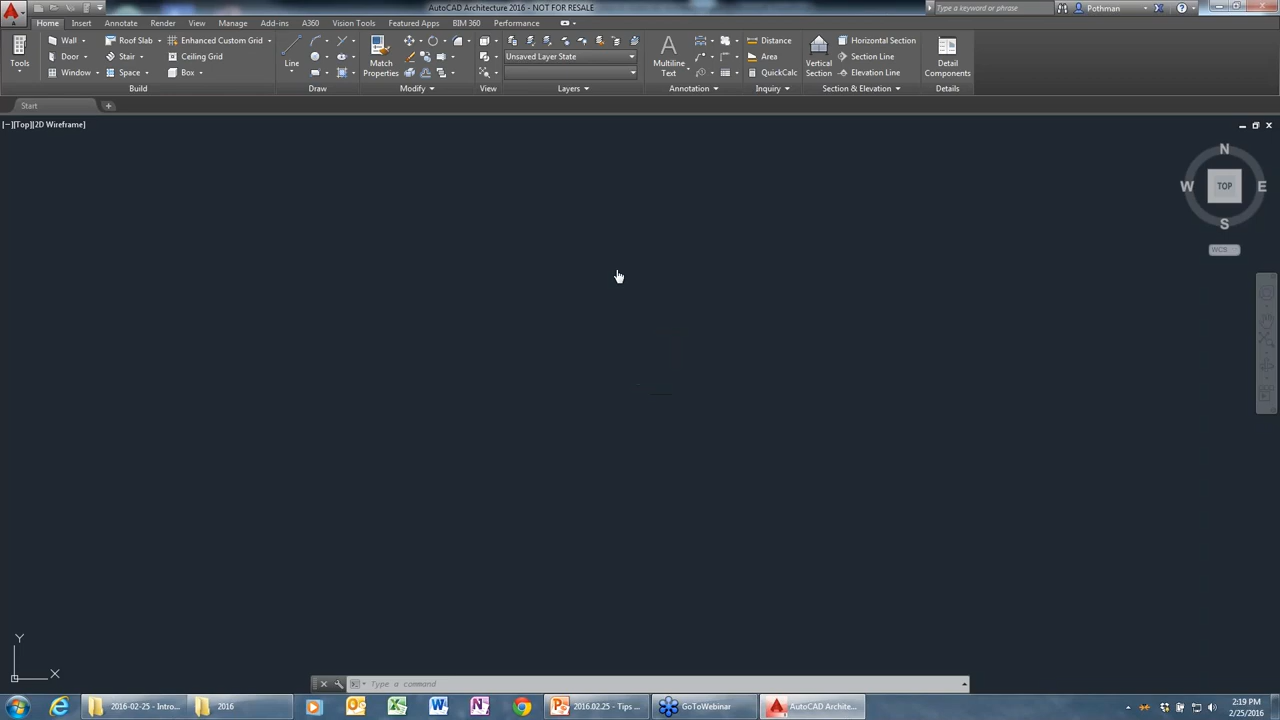 AutoCAD Architecture 2016 - NOT FOR RESALE
Type a keyword or phrase
Pothman
Home Insert Annotate Render View Manage Add-ins A360 Vision Tools Featured Apps BIM 360 Performance
Tools
Wall
Door
Window
Roof Slab
Stair
Space
Enhanced Custom Grid
Ceiling Grid
Box
Build
Line
Draw
Match
Properties
Modify
View
Unsaved Layer State
Layers
Multiline
Text
Annotation
Distance
Area
QuickCalc
Inquiry
Vertical
Section
Horizontal Section
Section Line
Elevation Line
Section & Elevation
Detail
Components
Details
Start
[−][Top][2D Wireframe]
N
W TOP E
S
WCS
Y
X
Type a command
2016-02-25 - Intro...
2016
2016.02.25 - Tips ...
GoToWebinar
AutoCAD Archite...
2:19 PM
2/25/2016